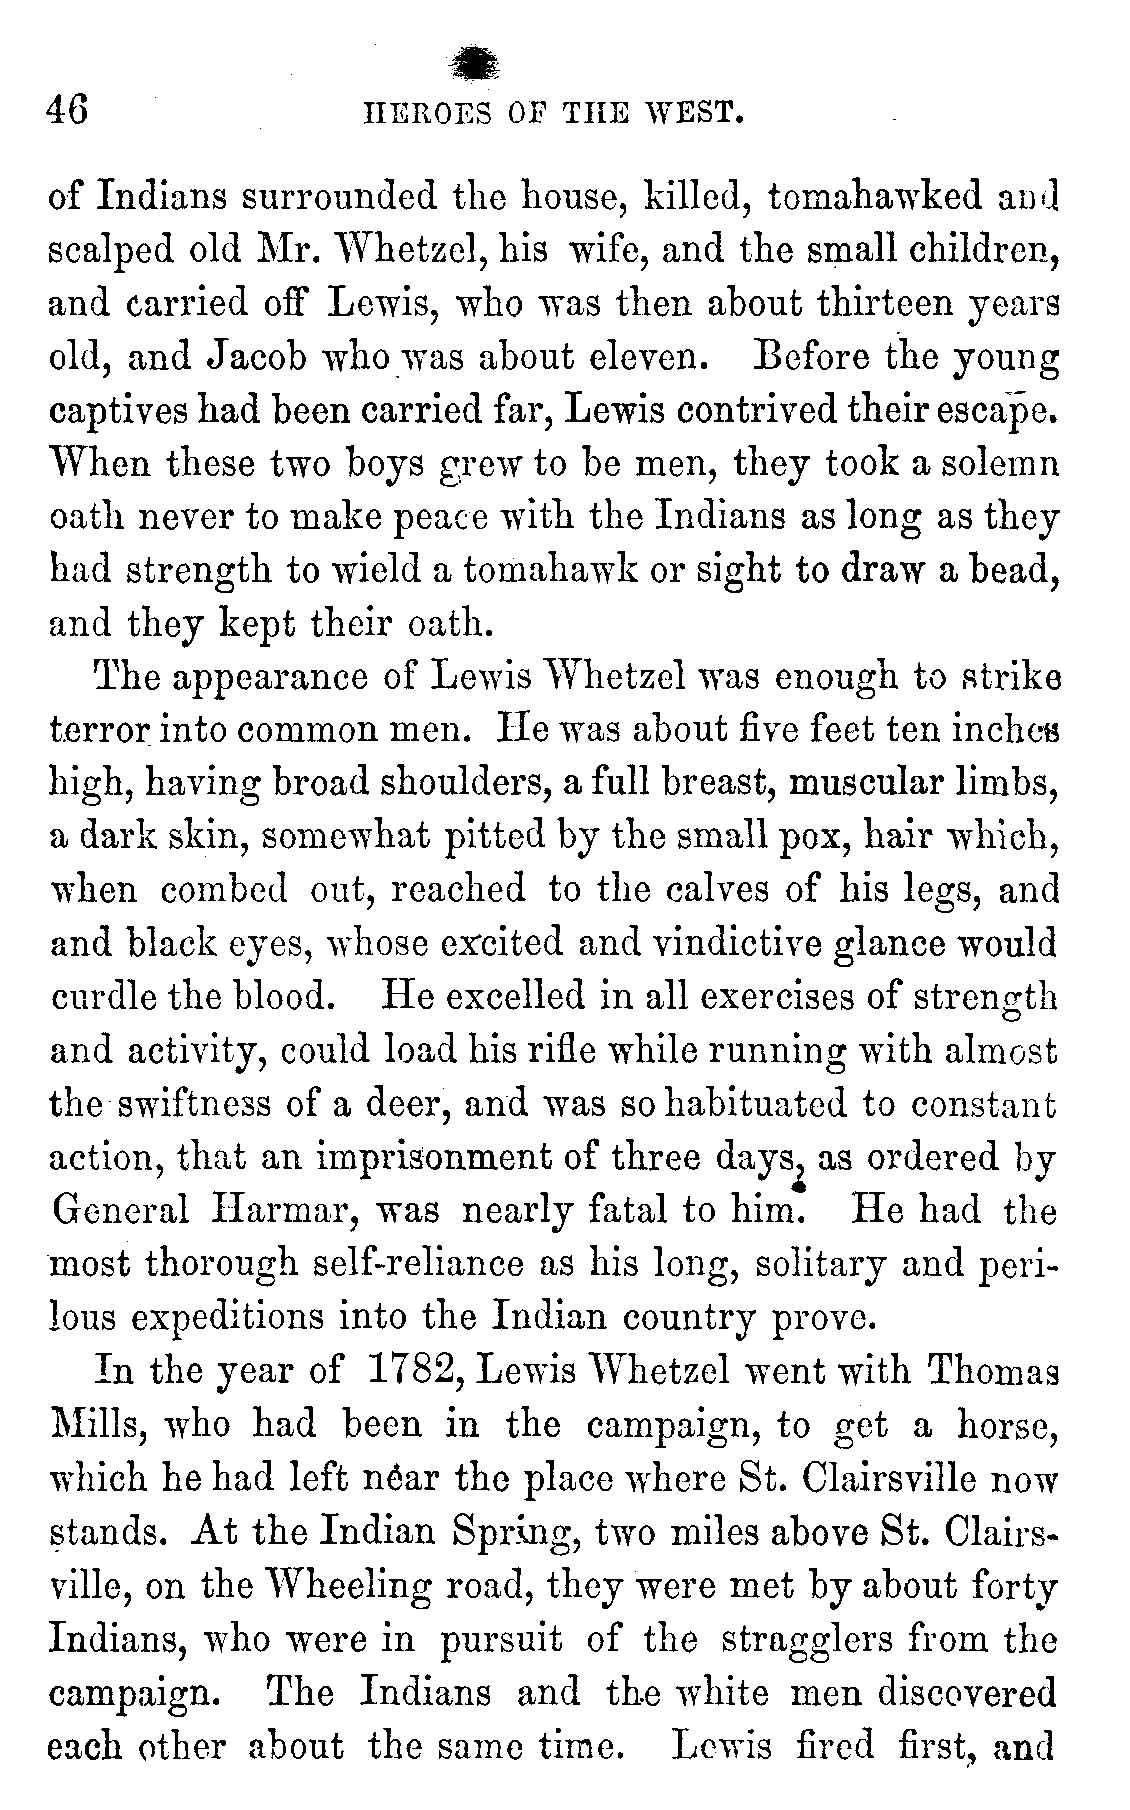 46 HEROES OF THE WEST.
of Indians surrounded the house, killed, tomahawked and
scalped old Mr. Whetzel, his wife, and the small children,
and carried off Lewis, who was then about thirteen years
old, and Jacob who was about eleven. Before the young
captives had been carried far, Lewis contrived their escape.
When these two boys grew to be men, they took a solemn
oath never to make peace with the Indians as long as they
had strength to wield a tomahawk or sight to draw a bead,
and they kept their oath.
The appearance of Lewis Whetzel was enough to strike
terror into common men. He was about five feet ten inches
high, having broad shoulders, a full breast, muscular limbs,
a dark skin, somewhat pitted by the small pox, hair which,
when combed out, reached to the calves of his legs, and
and black eyes, whose excited and vindictive glance would
curdle the blood. He excelled in all exercises of strength
and activity, could load his rifle while running with almost
the swiftness of a deer, and was so habituated to constant
action, that an imprisonment of three days, as ordered by
General Harmar, was nearly fatal to him. He had the
most thorough self-reliance as his long, solitary and peri-
lous expeditions into the Indian country prove.
In the year of 1782, Lewis Whetzel went with Thomas
Mills, who had been in the campaign, to get a horse,
which he had left near the place where St. Clairsville now
stands. At the Indian Spring, two miles above St. Clairs-
ville, on the Wheeling road, they were met by about forty
Indians, who were in pursuit of the stragglers from the
campaign. The Indians and the white men discovered
each other about the same time. Lewis fired first, and